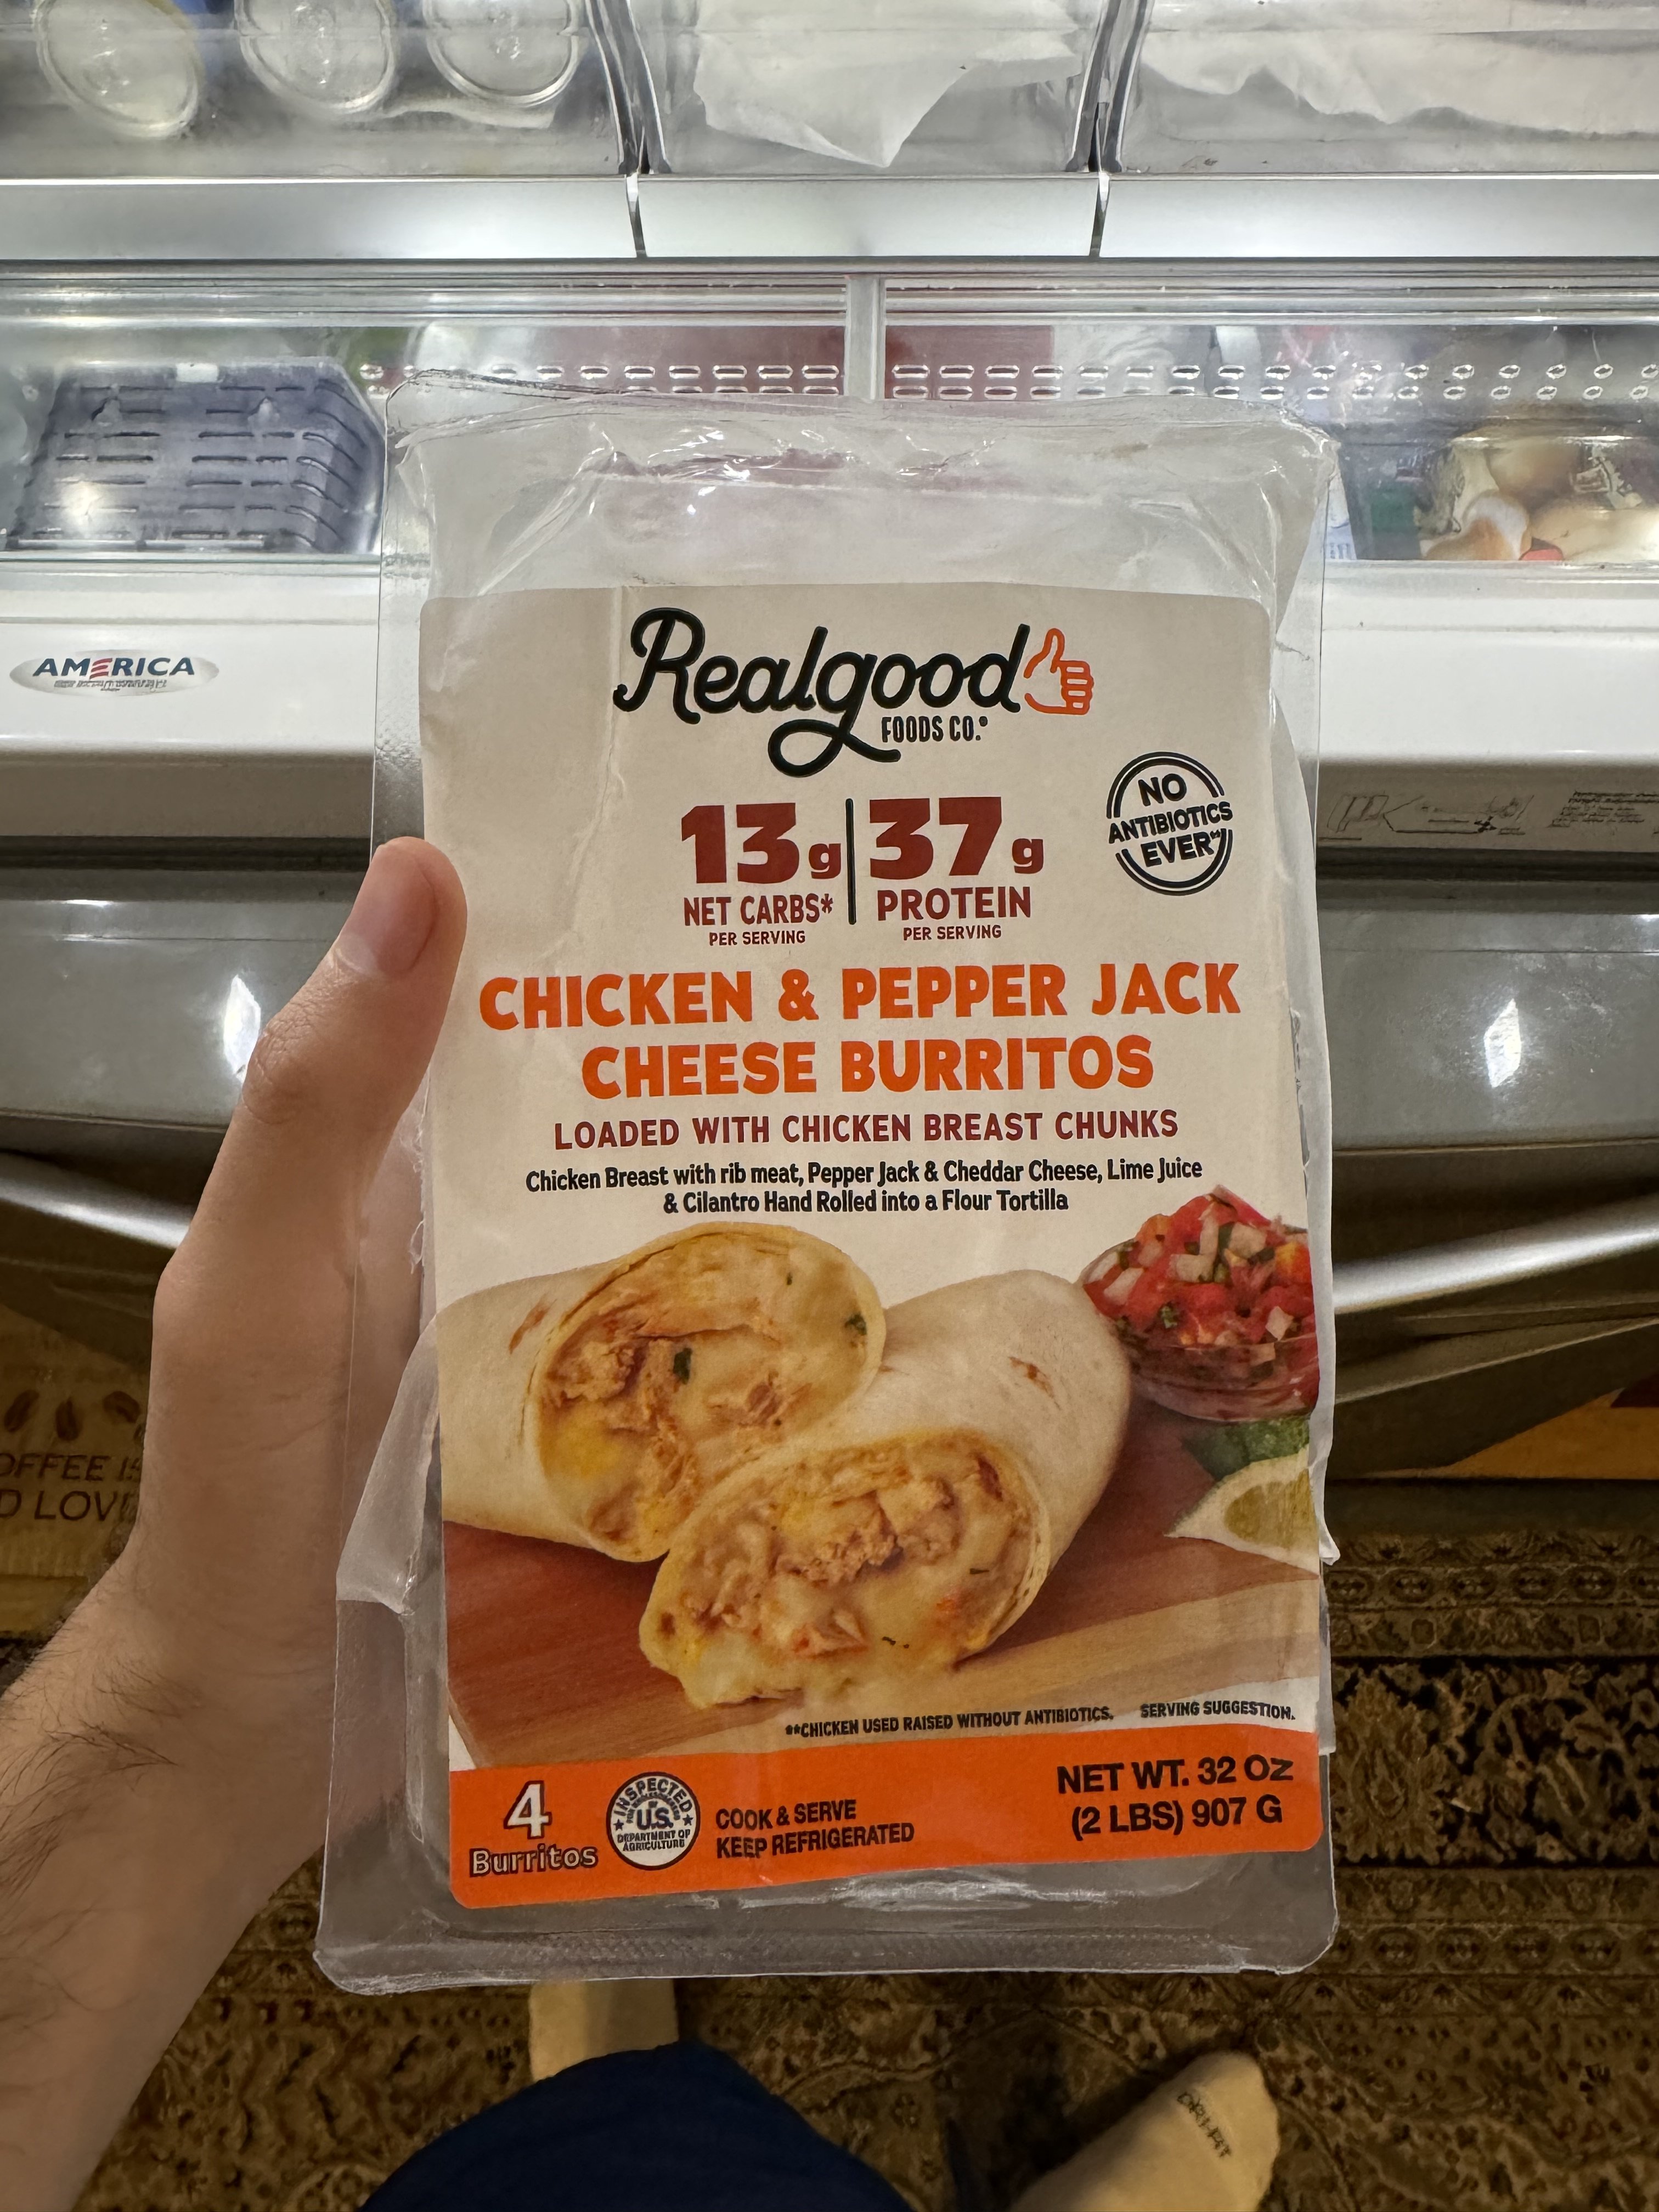 AMERICA
Realgood
FOODS CO.®
13g
NET CARBS*
PER SERVING
37g
PROTEIN
PER SERVING
NO
ANTIBIOTICS
EVER**
CHICKEN & PEPPER JACK
CHEESE BURRITOS
LOADED WITH CHICKEN BREAST CHUNKS
Chicken Breast with rib meat, Pepper Jack & Cheddar Cheese, Lime Juice
& Cilantro Hand Rolled into a Flour Tortilla
OFFEE IS
D LOV
**CHICKEN USED RAISED WITHOUT ANTIBIOTICS.
SERVING SUGGESTION.
4
Burritos
INSPECTED
U.S.
DEPARTMENT OF
AGRICULTURE
COOK & SERVE
KEEP REFRIGERATED
NET WT. 32 OZ
(2 LBS) 907 G